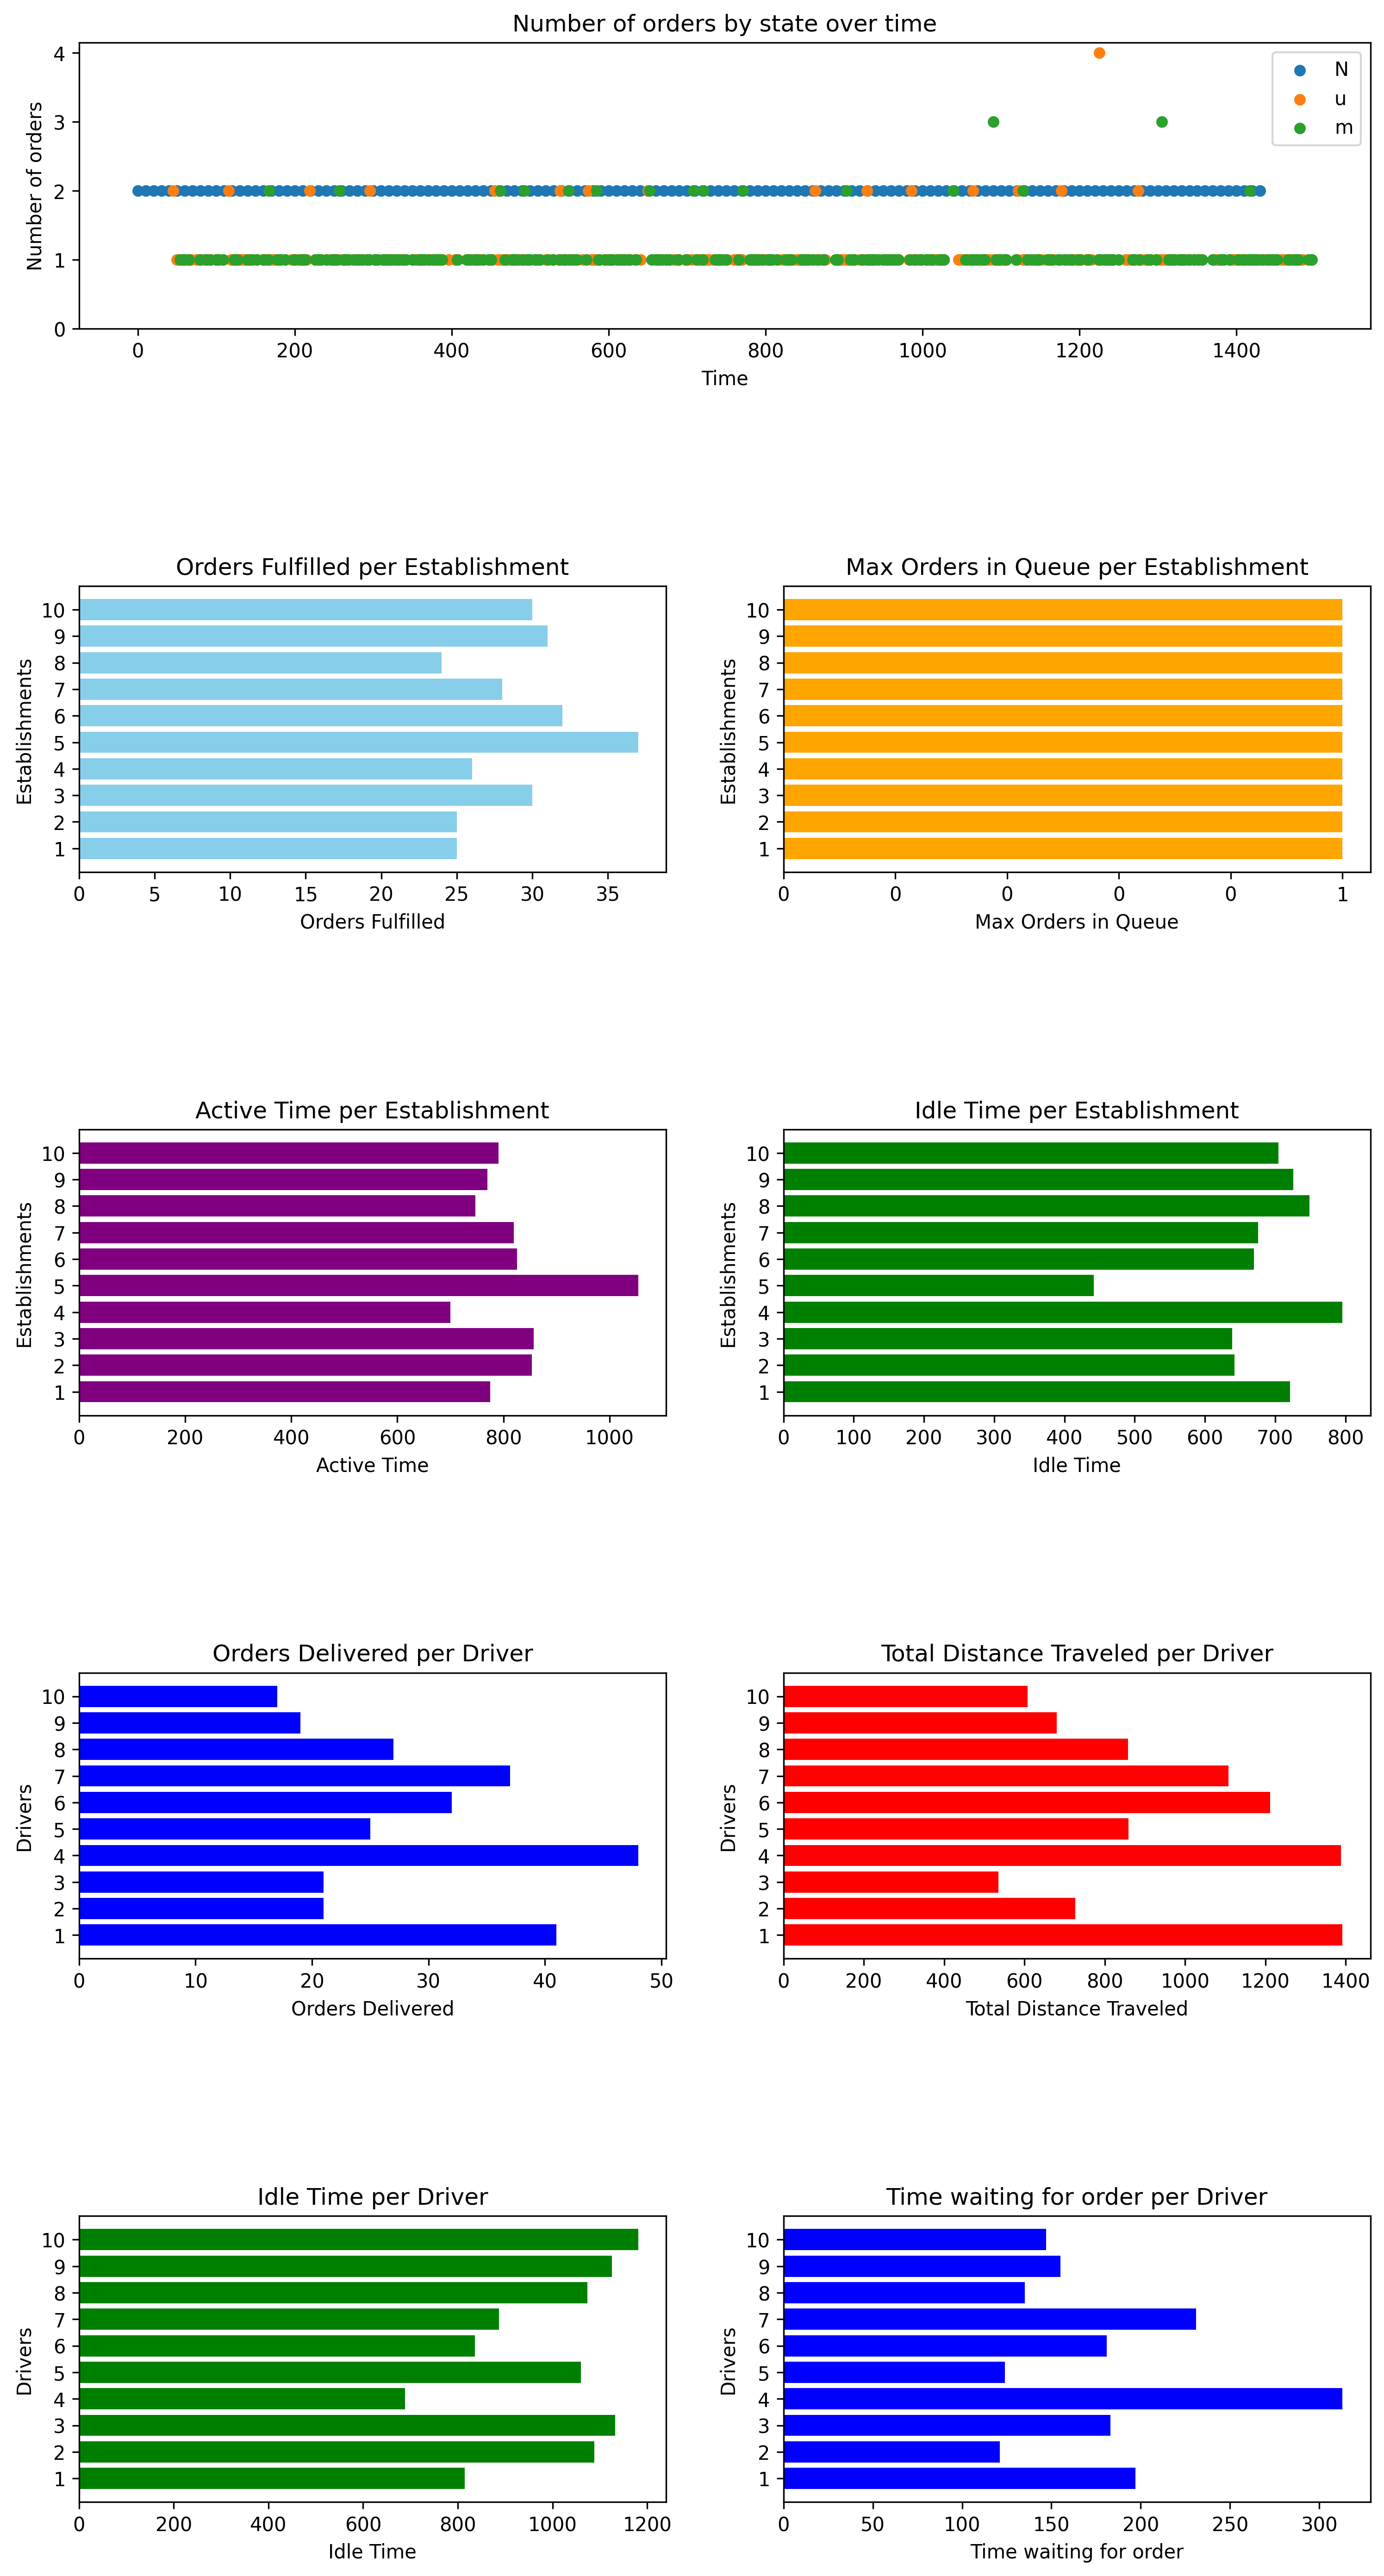 Number of orders by state over time
Number of orders
4
3
2
1
0
N
u
m
0 200 400 600 800 1000 1200 1400
Time
Orders Fulfilled per Establishment
Establishments
10
9
8
7
6
5
4
3
2
1
0 5 10 15 20 25 30 35
Orders Fulfilled
Max Orders in Queue per Establishment
Establishments
10
9
8
7
6
5
4
3
2
1
0 0 0 0 0 1
Max Orders in Queue
Active Time per Establishment
Establishments
10
9
8
7
6
5
4
3
2
1
0 200 400 600 800 1000
Active Time
Idle Time per Establishment
Establishments
10
9
8
7
6
5
4
3
2
1
0 100 200 300 400 500 600 700 800
Idle Time
Orders Delivered per Driver
Drivers
10
9
8
7
6
5
4
3
2
1
0 10 20 30 40 50
Orders Delivered
Total Distance Traveled per Driver
Drivers
10
9
8
7
6
5
4
3
2
1
0 200 400 600 800 1000 1200 1400
Total Distance Traveled
Idle Time per Driver
Drivers
10
9
8
7
6
5
4
3
2
1
0 200 400 600 800 1000 1200
Idle Time
Time waiting for order per Driver
Drivers
10
9
8
7
6
5
4
3
2
1
0 50 100 150 200 250 300
Time waiting for order